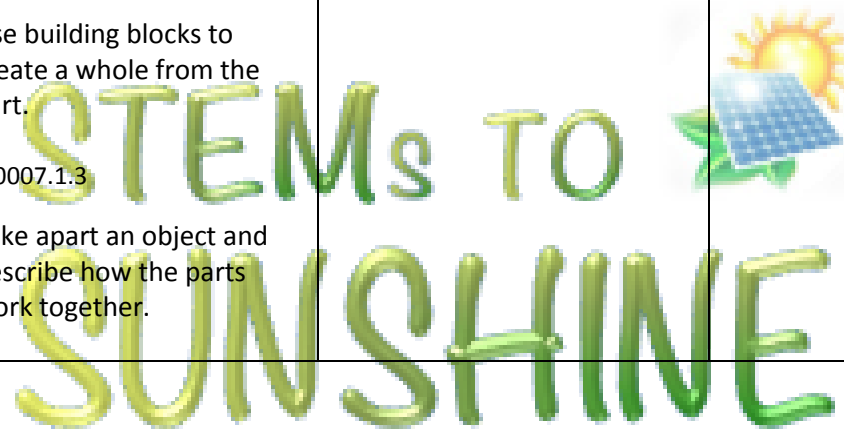 se building blocks to
eate a whole from the
rt.
0007.1.3
ke apart an object and
escribe how the parts
ork together.
STEMs TO
SUNSHINE